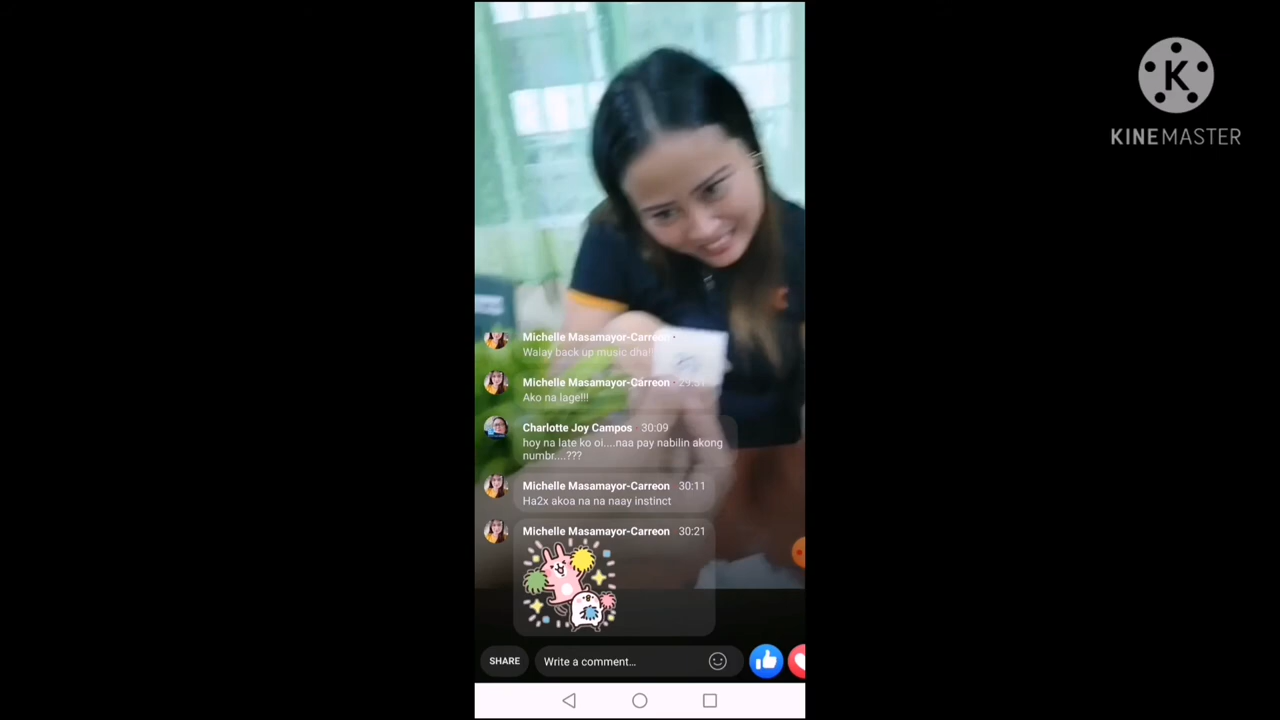 KINEMASTER
Michelle Masamayor-Carreon ·
Walay back up music dha!!
Michelle Masamayor-Carreon · 29:51
Ako na lage!!!
Charlotte Joy Campos 30:09
hoy na late ko oi....naa pay nabilin akong
numbr....???
Michelle Masamayor-Carreon 30:11
Ha2x akoa na na naay instinct
Michelle Masamayor-Carreon 30:21
SHARE
Write a comment...